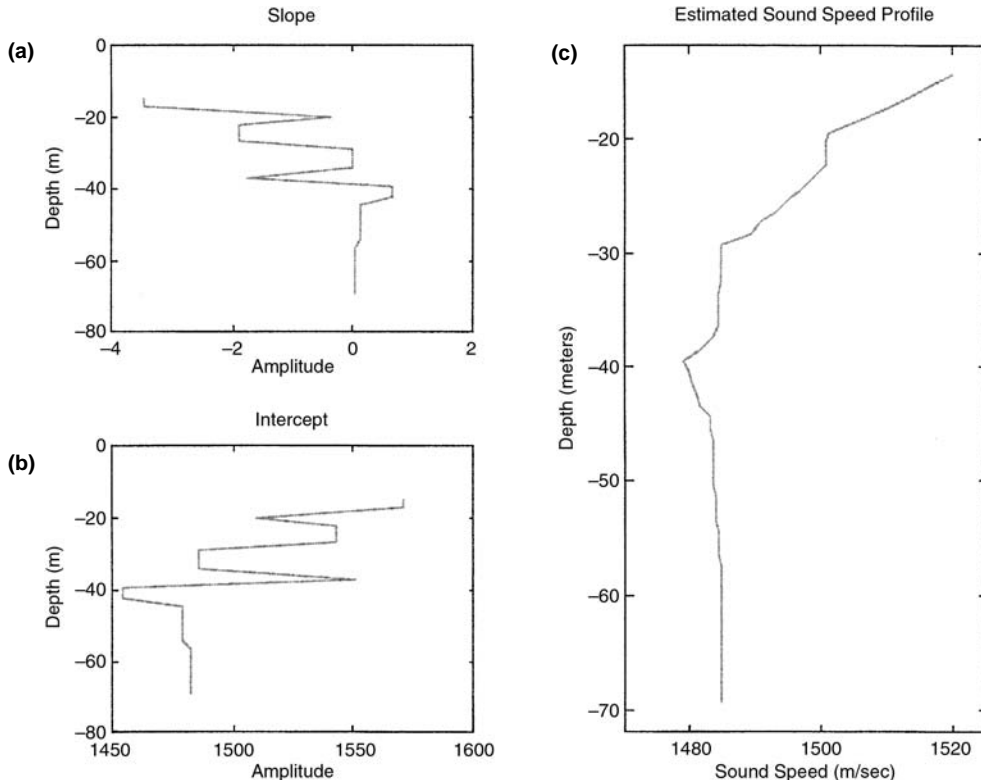 (a)
Slope
0
−20
−40
−60
−80
Depth (m)
−4
−2
0
2
Amplitude
(b)
Intercept
0
−20
−40
−60
−80
Depth (m)
1450
1500
1550
1600
Amplitude
(c)
Estimated Sound Speed Profile
−20
−30
−40
−50
−60
−70
Depth (meters)
1480
1500
1520
Sound Speed (m/sec)